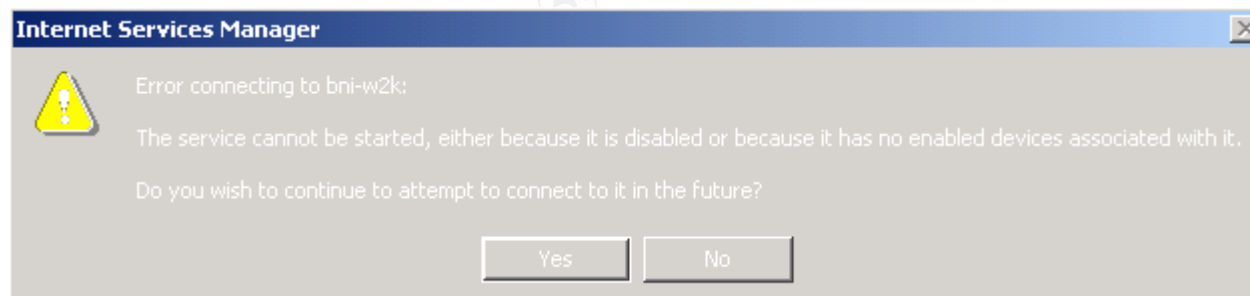 Internet Services Manager
Error connecting to bni-w2k:
The service cannot be started, either because it is disabled or because it has no enabled devices associated with it.
Do you wish to continue to attempt to connect to it in the future?
Yes No